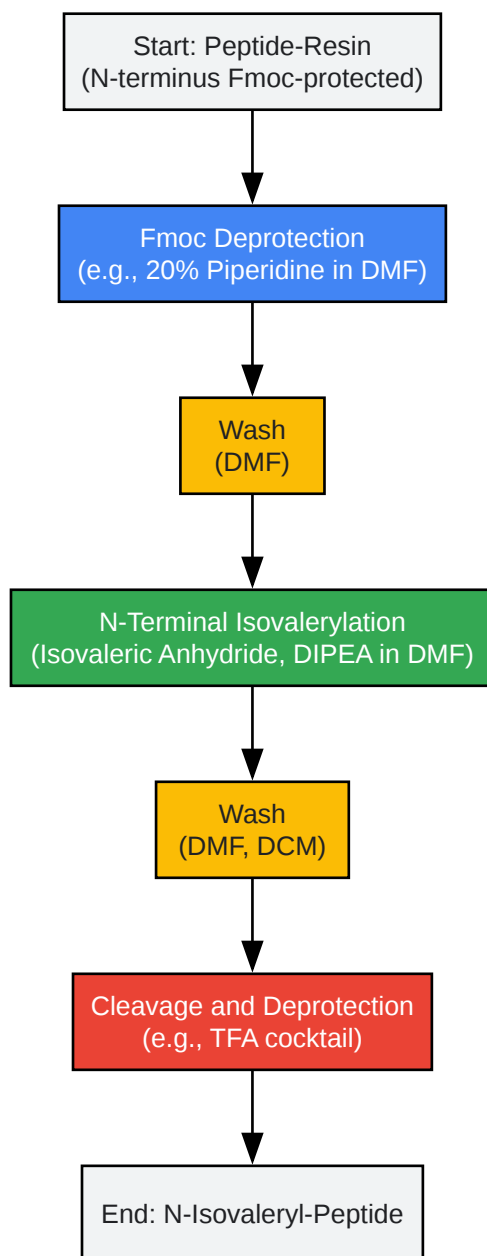 Start: Peptide-Resin
(N-terminus Fmoc-protected)
Fmoc Deprotection
(e.g., 20% Piperidine in DMF)
Wash
(DMF)
N-Terminal Isovalerylation
(Isovaleric Anhydride, DIPEA in DMF)
Wash
(DMF, DCM)
Cleavage and Deprotection
(e.g., TFA cocktail)
End: N-Isovaleryl-Peptide